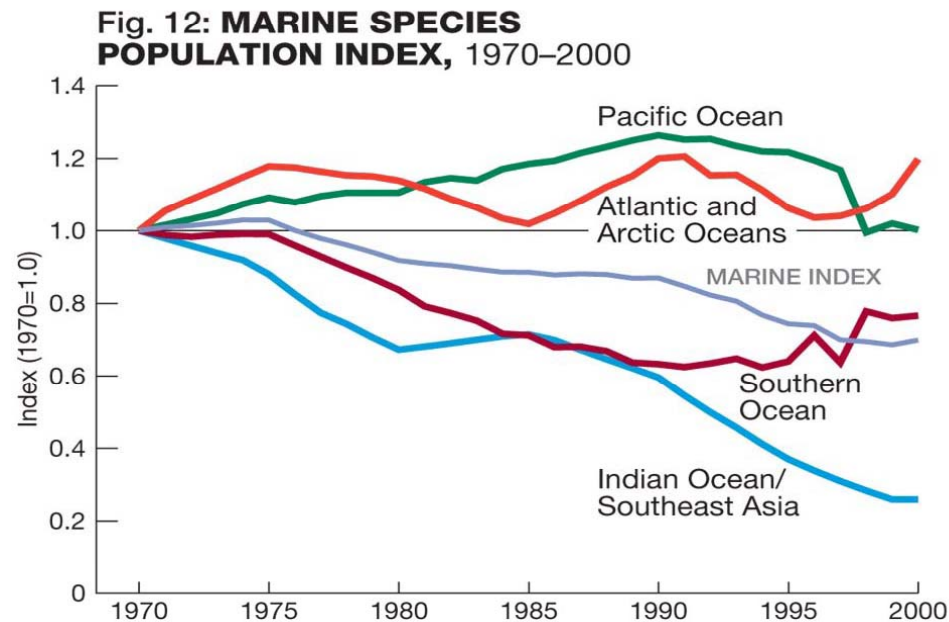 Fig. 12: MARINE SPECIES
POPULATION INDEX, 1970–2000
Index (1970=1.0)
1.4
1.2
1.0
0.8
0.6
0.4
0.2
0
Pacific Ocean
Atlantic and
Arctic Oceans
MARINE INDEX
Southern
Ocean
Indian Ocean/
Southeast Asia
1970
1975
1980
1985
1990
1995
2000